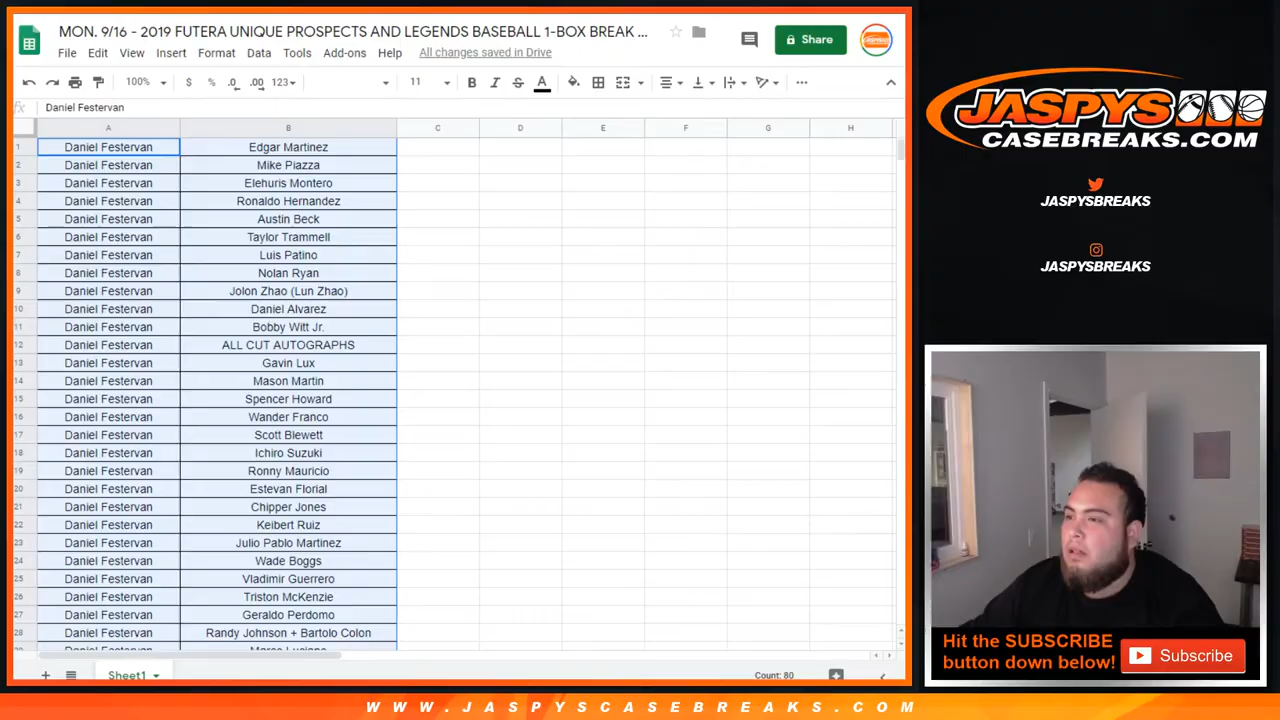 MON. 9/16 - 2019 FUTERA UNIQUE PROSPECTS AND LEGENDS BASEBALL 1-BOX BREAK ...
File Edit View Insert Format Data Tools Add-ons Help All changes saved in Drive
Share
100% $ % .0 .00 123 11 B I S A
fx Daniel Festervan
A B C D E F G H
1 Daniel Festervan Edgar Martinez
2 Daniel Festervan Mike Piazza
3 Daniel Festervan Elehuris Montero
4 Daniel Festervan Ronaldo Hernandez
5 Daniel Festervan Austin Beck
6 Daniel Festervan Taylor Trammell
7 Daniel Festervan Luis Patino
8 Daniel Festervan Nolan Ryan
9 Daniel Festervan Jolon Zhao (Lun Zhao)
10 Daniel Festervan Daniel Alvarez
11 Daniel Festervan Bobby Witt Jr.
12 Daniel Festervan ALL CUT AUTOGRAPHS
13 Daniel Festervan Gavin Lux
14 Daniel Festervan Mason Martin
15 Daniel Festervan Spencer Howard
16 Daniel Festervan Wander Franco
17 Daniel Festervan Scott Blewett
18 Daniel Festervan Ichiro Suzuki
19 Daniel Festervan Ronny Mauricio
20 Daniel Festervan Estevan Florial
21 Daniel Festervan Chipper Jones
22 Daniel Festervan Keibert Ruiz
23 Daniel Festervan Julio Pablo Martinez
24 Daniel Festervan Wade Boggs
25 Daniel Festervan Vladimir Guerrero
26 Daniel Festervan Triston McKenzie
27 Daniel Festervan Geraldo Perdomo
28 Daniel Festervan Randy Johnson + Bartolo Colon
Sheet1
Count: 80
JASPYS
CASEBREAKS.COM
JASPYSBREAKS
JASPYSBREAKS
Hit the SUBSCRIBE
button down below!
Subscribe
WWW.JASPYSCASEBREAKS.COM